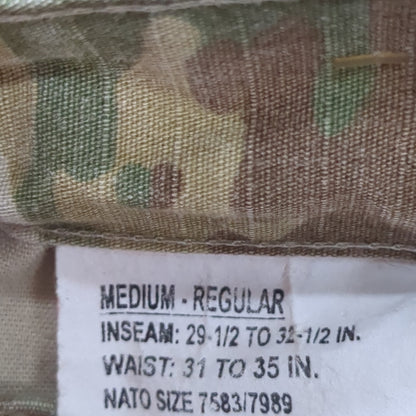 MEDIUM - REGULAR
INSEAM: 29-1/2 TO 32-1/2 IN.
WAIST: 31 TO 35 IN.
NATO SIZE 7583/7989